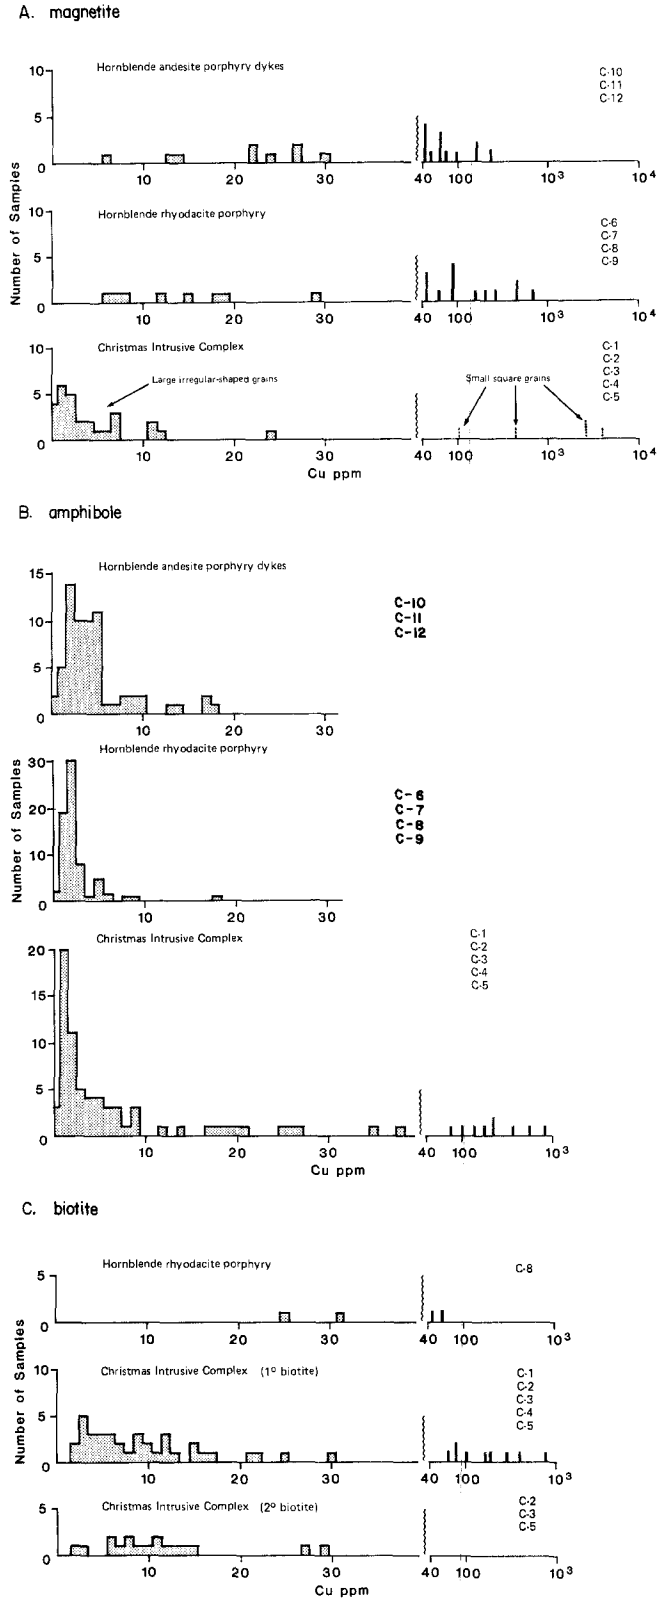 A. magnetite
Hornblende andesite porphyry dykes
C-10
C-11
C-12
10
5
0
10 20 30 40 100 10³ 10⁴
Number of Samples
Hornblende rhyodacite porphyry
C-6
C-7
C-8
C-9
10
5
0
10 20 30 40 100 10³ 10⁴
Christmas Intrusive Complex
C-1
C-2
C-3
C-4
C-5
Large irregular-shaped grains
Small square grains
10
5
0
10 20 30 40 100 10³ 10⁴
Cu ppm
B. amphibole
Hornblende andesite porphyry dykes
C-10
C-11
C-12
15
10
5
0
10 20 30
Number of Samples
Hornblende rhyodacite porphyry
C-6
C-7
C-8
C-9
30
20
10
0
10 20 30
Christmas Intrusive Complex
C-1
C-2
C-3
C-4
C-5
20
15
10
5
0
10 20 30 40 100 10³
Cu ppm
C. biotite
Hornblende rhyodacite porphyry
C-8
5
0
10 20 30 40 100 10³
Number of Samples
Christmas Intrusive Complex (1º biotite)
C-1
C-2
C-3
C-4
C-5
10
5
0
10 20 30 40 100 10³
Christmas Intrusive Complex (2º biotite)
C-2
C-3
C-5
5
0
10 20 30 40 100 10³
Cu ppm